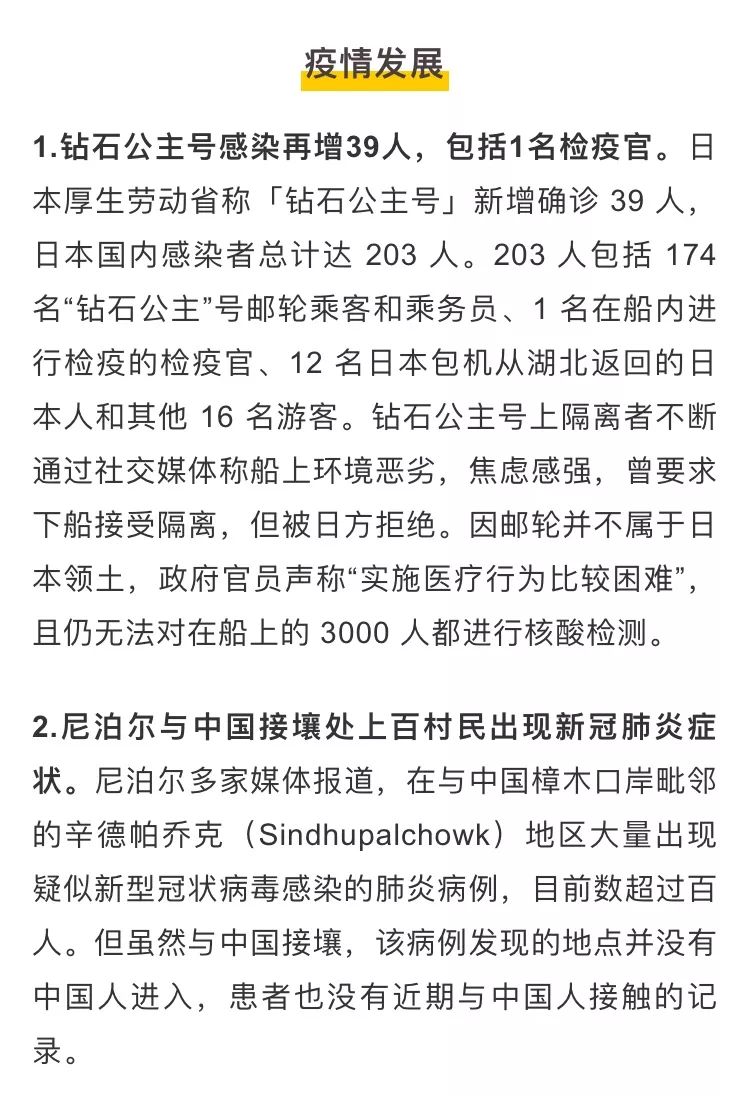 疫情发展
1.钻石公主号感染再增39人，包括1名检疫官。日
本厚生劳动省称「钻石公主号」新增确诊 39 人，
日本国内感染者总计达 203 人。203 人包括 174
名“钻石公主”号邮轮乘客和乘务员、1 名在船内进
行检疫的检疫官、12 名日本包机从湖北返回的日
本人和其他 16 名游客。钻石公主号上隔离者不断
通过社交媒体称船上环境恶劣，焦虑感强，曾要求
下船接受隔离，但被日方拒绝。因邮轮并不属于日
本领土，政府官员声称“实施医疗行为比较困难”，
且仍无法对在船上的 3000 人都进行核酸检测。
2.尼泊尔与中国接壤处上百村民出现新冠肺炎症
状。尼泊尔多家媒体报道，在与中国樟木口岸毗邻
的辛德帕乔克（Sindhupalchowk）地区大量出现
疑似新型冠状病毒感染的肺炎病例，目前数超过百
人。但虽然与中国接壤，该病例发现的地点并没有
中国人进入，患者也没有近期与中国人接触的记
录。